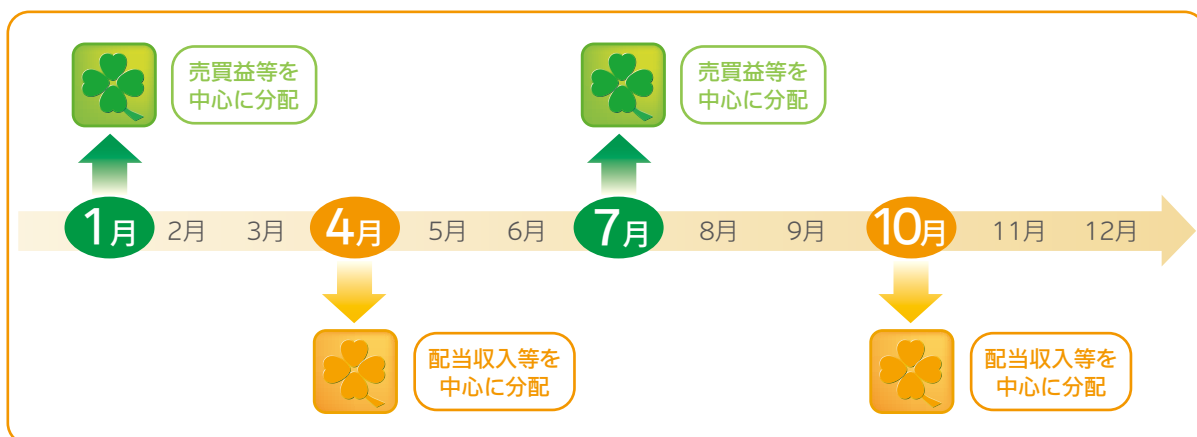 売買益等を
中心に分配
売買益等を
中心に分配
1月 2月 3月 4月 5月 6月 7月 8月 9月 10月 11月 12月
配当収入等を
中心に分配
配当収入等を
中心に分配